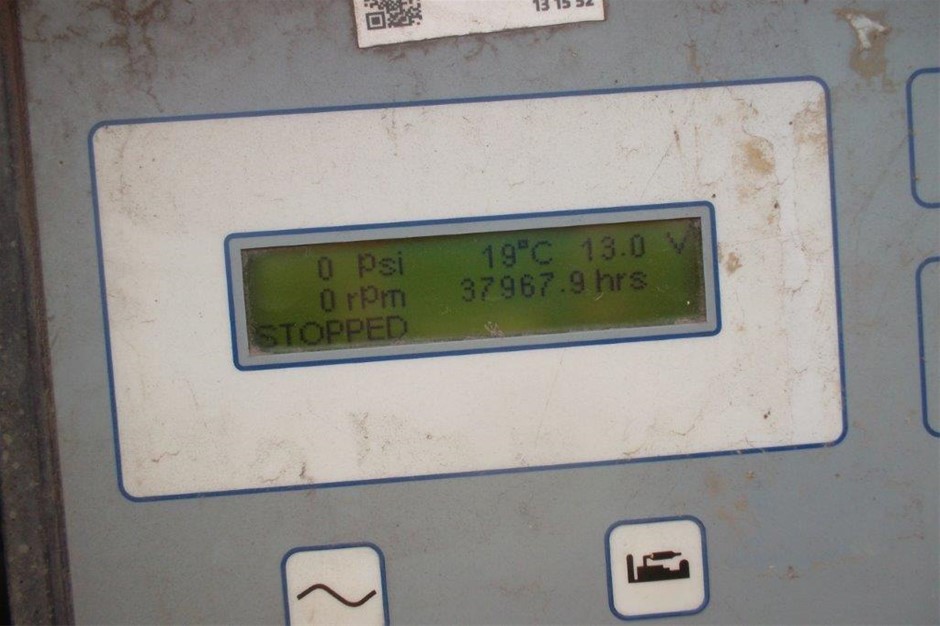 13 15 52
0 Psi 19°C 13.0 V
0 rpm 37967.9 hrs
STOPPED